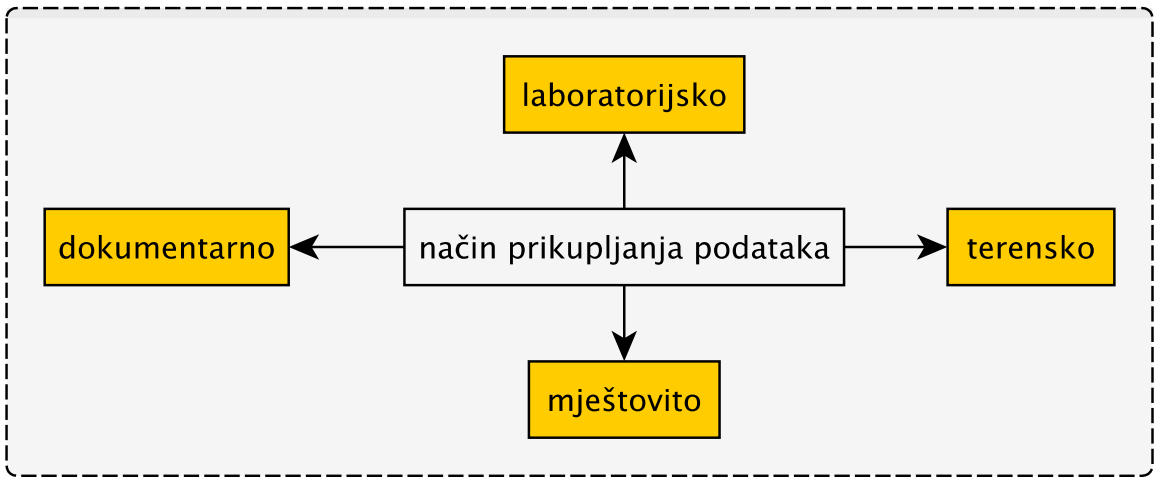 laboratorijsko
dokumentarno
način prikupljanja podataka
terensko
mještovito